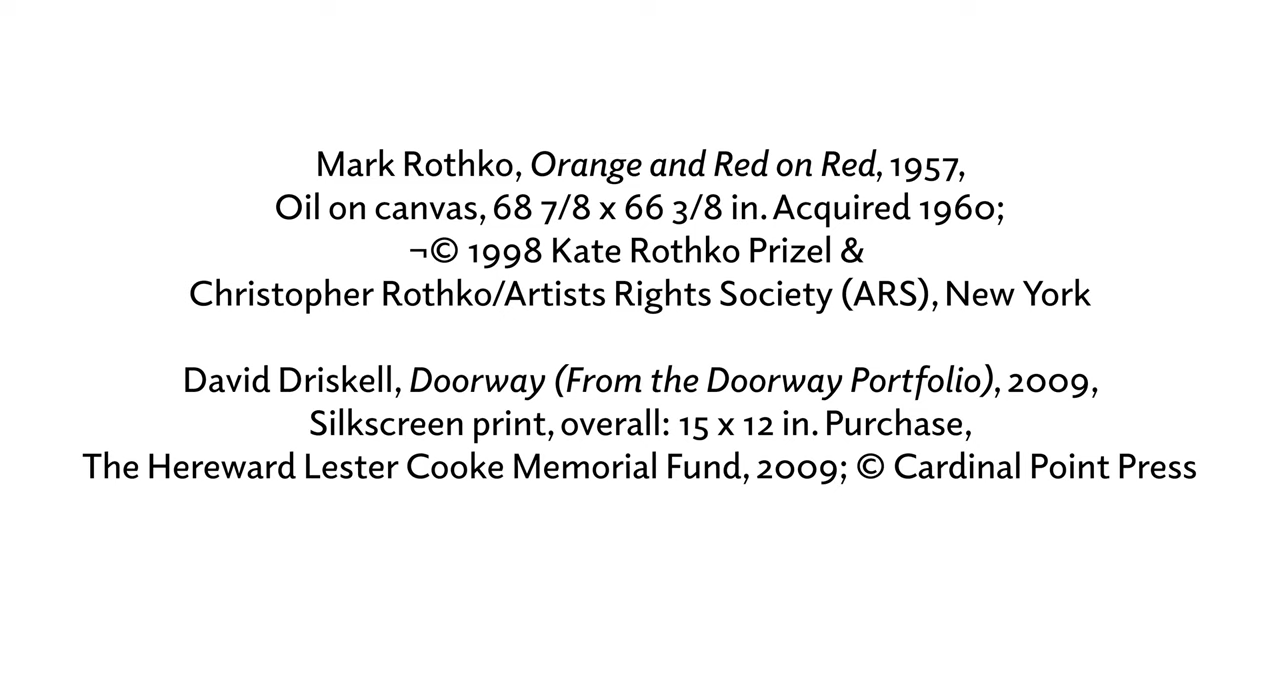 Mark Rothko, Orange and Red on Red, 1957,
Oil on canvas, 68 7/8 x 66 3/8 in. Acquired 1960;
¬© 1998 Kate Rothko Prizel &
Christopher Rothko/Artists Rights Society (ARS), New York
David Driskell, Doorway (From the Doorway Portfolio), 2009,
Silkscreen print, overall: 15 x 12 in. Purchase,
The Hereward Lester Cooke Memorial Fund, 2009; © Cardinal Point Press